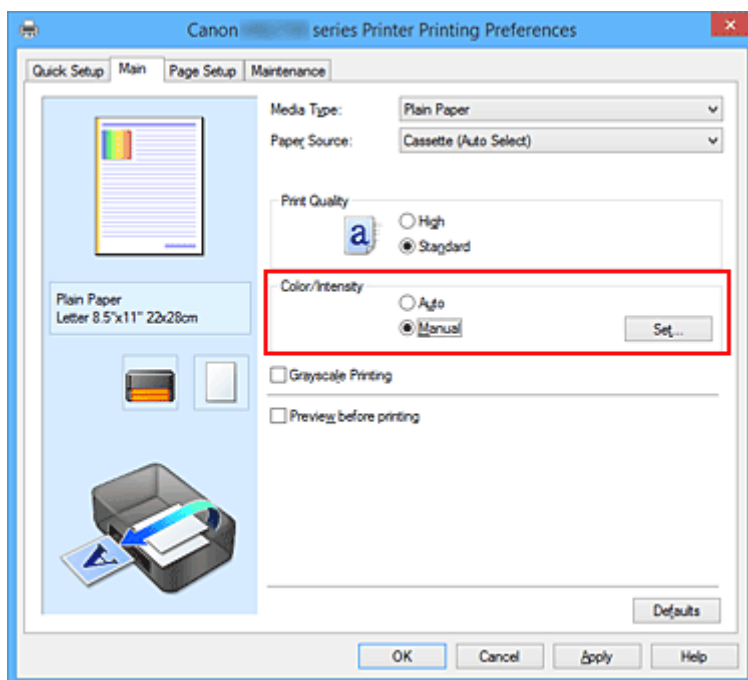 Canon series Printer Printing Preferences
Quick Setup Main Page Setup Maintenance
Media Type: Plain Paper
Paper Source: Cassette (Auto Select)
Print Quality
a
High
Standard
Color/Intensity
Auto
Manual Set...
Plain Paper
Letter 8.5"x11" 22x28cm
Grayscale Printing
Preview before printing
A
Defaults
OK Cancel Apply Help